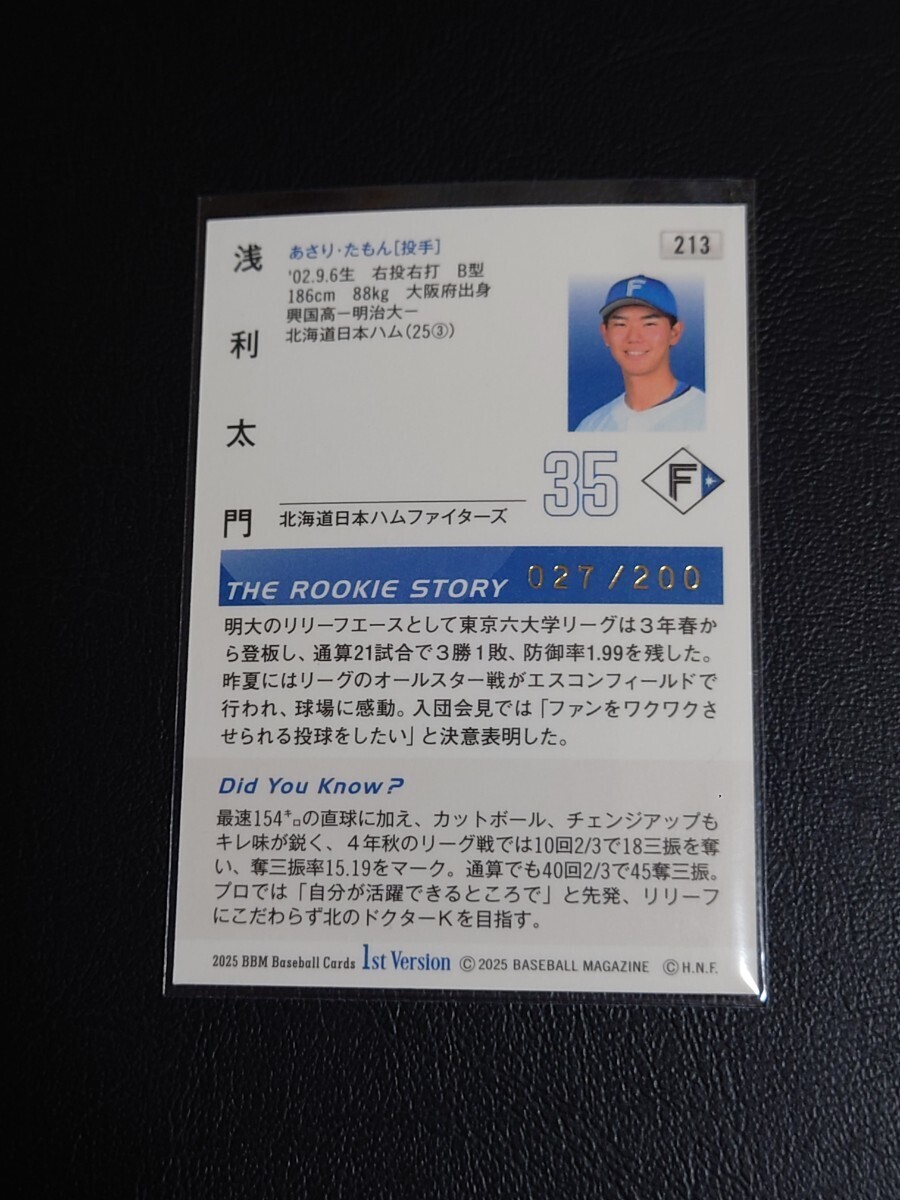 浅利太門
あさり・たもん[投手]
'02.9.6生 右投右打 B型
186cm 88kg 大阪府出身
興国高ー明治大ー
北海道日本ハム(25③)
213
F
35
F
北海道日本ハムファイターズ
THE ROOKIE STORY 027/200
明大のリリーフエースとして東京六大学リーグは3年春か
ら登板し、通算21試合で3勝1敗、防御率1.99を残した。
昨夏にはリーグのオールスター戦がエスコンフィールドで
行われ、球場に感動。入団会見では「ファンをワクワクさ
せられる投球をしたい」と決意表明した。
Did You Know?
最速154㌔の直球に加え、カットボール、チェンジアップも
キレ味が鋭く、4年秋のリーグ戦では10回2/3で18三振を奪
い、奪三振率15.19をマーク。通算でも40回2/3で45奪三振。
プロでは「自分が活躍できるところで」と先発、リリーフ
にこだわらず北のドクターKを目指す。
2025 BBM Baseball Cards 1st Version ©2025 BASEBALL MAGAZINE ©H.N.F.